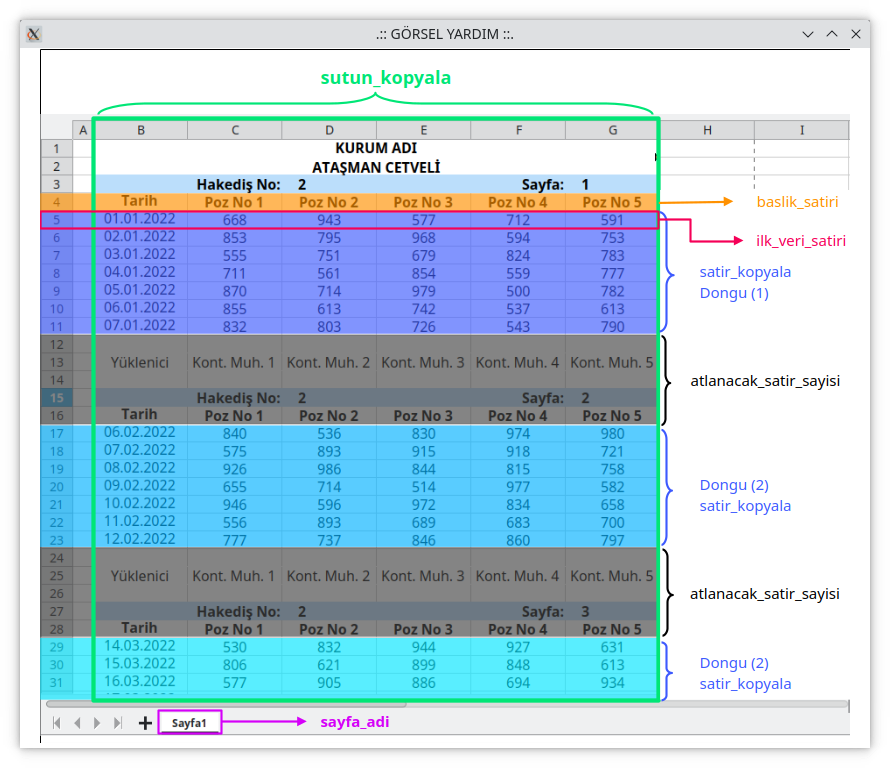 .:: GÖRSEL YARDIM ::.
sutun_kopyala
A B C D E F G H I
1 KURUM ADI
2 ATAŞMAN CETVELİ
3 Hakediş No: 2 Sayfa: 1
4 Tarih Poz No 1 Poz No 2 Poz No 3 Poz No 4 Poz No 5 baslik_satiri
5 01.01.2022 668 943 577 712 591
6 02.01.2022 853 795 968 594 753 ilk_veri_satiri
7 03.01.2022 555 751 679 824 783
8 04.01.2022 711 561 854 559 777 satir_kopyala
9 05.01.2022 870 714 979 500 782 Dongu (1)
10 06.01.2022 855 613 742 537 613
11 07.01.2022 832 803 726 543 790
12
13 Yüklenici Kont. Muh. 1 Kont. Muh. 2 Kont. Muh. 3 Kont. Muh. 4 Kont. Muh. 5
14 atlanacak_satir_sayisi
15 Hakediş No: 2 Sayfa: 2
16 Tarih Poz No 1 Poz No 2 Poz No 3 Poz No 4 Poz No 5
17 06.02.2022 840 536 830 974 980
18 07.02.2022 575 893 915 918 721
19 08.02.2022 926 986 844 815 758
20 09.02.2022 655 714 514 977 582 Dongu (2)
21 10.02.2022 946 596 972 834 658 satir_kopyala
22 11.02.2022 556 893 689 683 700
23 12.02.2022 777 737 846 860 797
24
25 Yüklenici Kont. Muh. 1 Kont. Muh. 2 Kont. Muh. 3 Kont. Muh. 4 Kont. Muh. 5
26 atlanacak_satir_sayisi
27 Hakediş No: 2 Sayfa: 3
28 Tarih Poz No 1 Poz No 2 Poz No 3 Poz No 4 Poz No 5
29 14.03.2022 530 832 944 927 631
30 15.03.2022 806 621 899 848 613 Dongu (2)
31 16.03.2022 577 905 886 694 934 satir_kopyala
Sayfa1 sayfa_adi